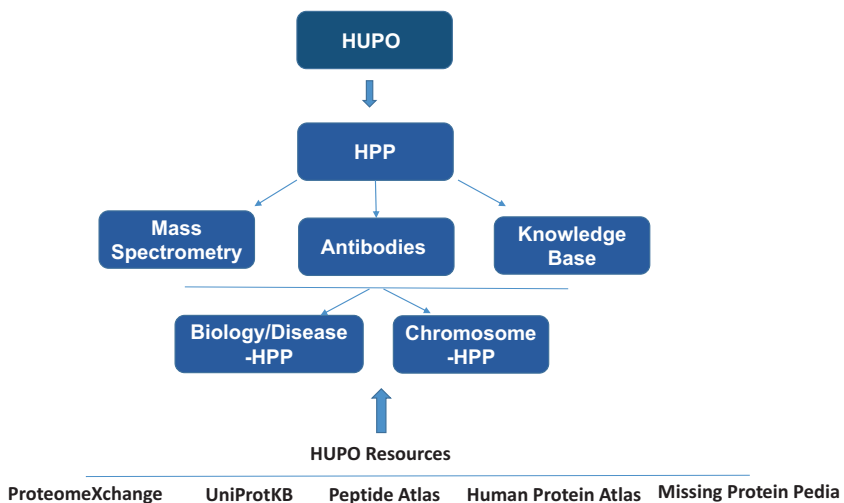 HUPO
HPP
Mass
Spectrometry
Antibodies
Knowledge
Base
Biology/Disease
-HPP
Chromosome
-HPP
HUPO Resources
ProteomeXchange UniProtKB Peptide Atlas Human Protein Atlas Missing Protein Pedia